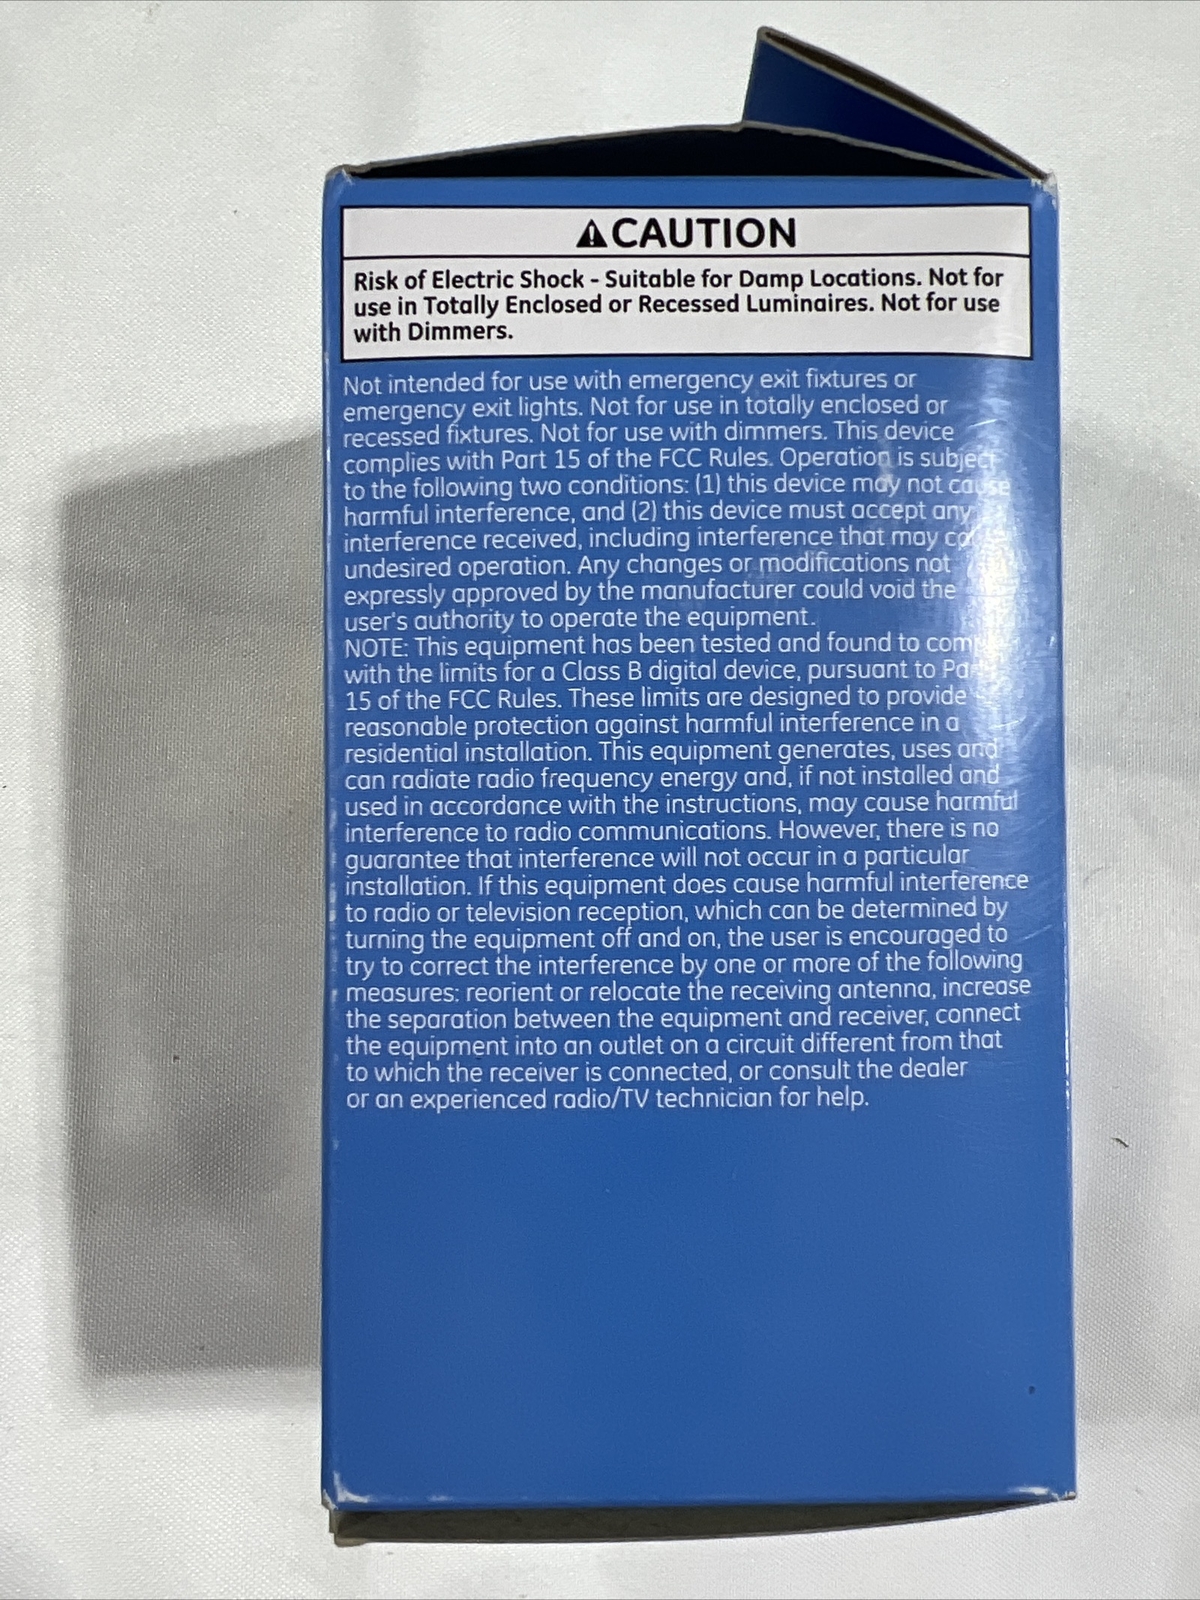 ⚠CAUTION
Risk of Electric Shock - Suitable for Damp Locations. Not for
use in Totally Enclosed or Recessed Luminaires. Not for use
with Dimmers.
Not intended for use with emergency exit fixtures or
emergency exit lights. Not for use in totally enclosed or
recessed fixtures. Not for use with dimmers. This device
complies with Part 15 of the FCC Rules. Operation is subject
to the following two conditions: (1) this device may not cause
harmful interference, and (2) this device must accept any
interference received, including interference that may
undesired operation. Any changes or modifications not
expressly approved by the manufacturer could void the
user's authority to operate the equipment.
NOTE: This equipment has been tested and found to
with the limits for a Class B digital device, pursuant to
15 of the FCC Rules. These limits are designed to provide
reasonable protection against harmful interference in a
residential installation. This equipment generates, uses and
can radiate radio frequency energy and, if not installed and
used in accordance with the instructions, may cause harmful
interference to radio communications. However, there is no
guarantee that interference will not occur in a particular
installation. If this equipment does cause harmful interference
to radio or television reception, which can be determined by
turning the equipment off and on, the user is encouraged to
try to correct the interference by one or more of the following
measures: reorient or relocate the receiving antenna, increase
the separation between the equipment and receiver, connect
the equipment into an outlet on a circuit different from that
to which the receiver is connected, or consult the dealer
or an experienced radio/TV technician for help.